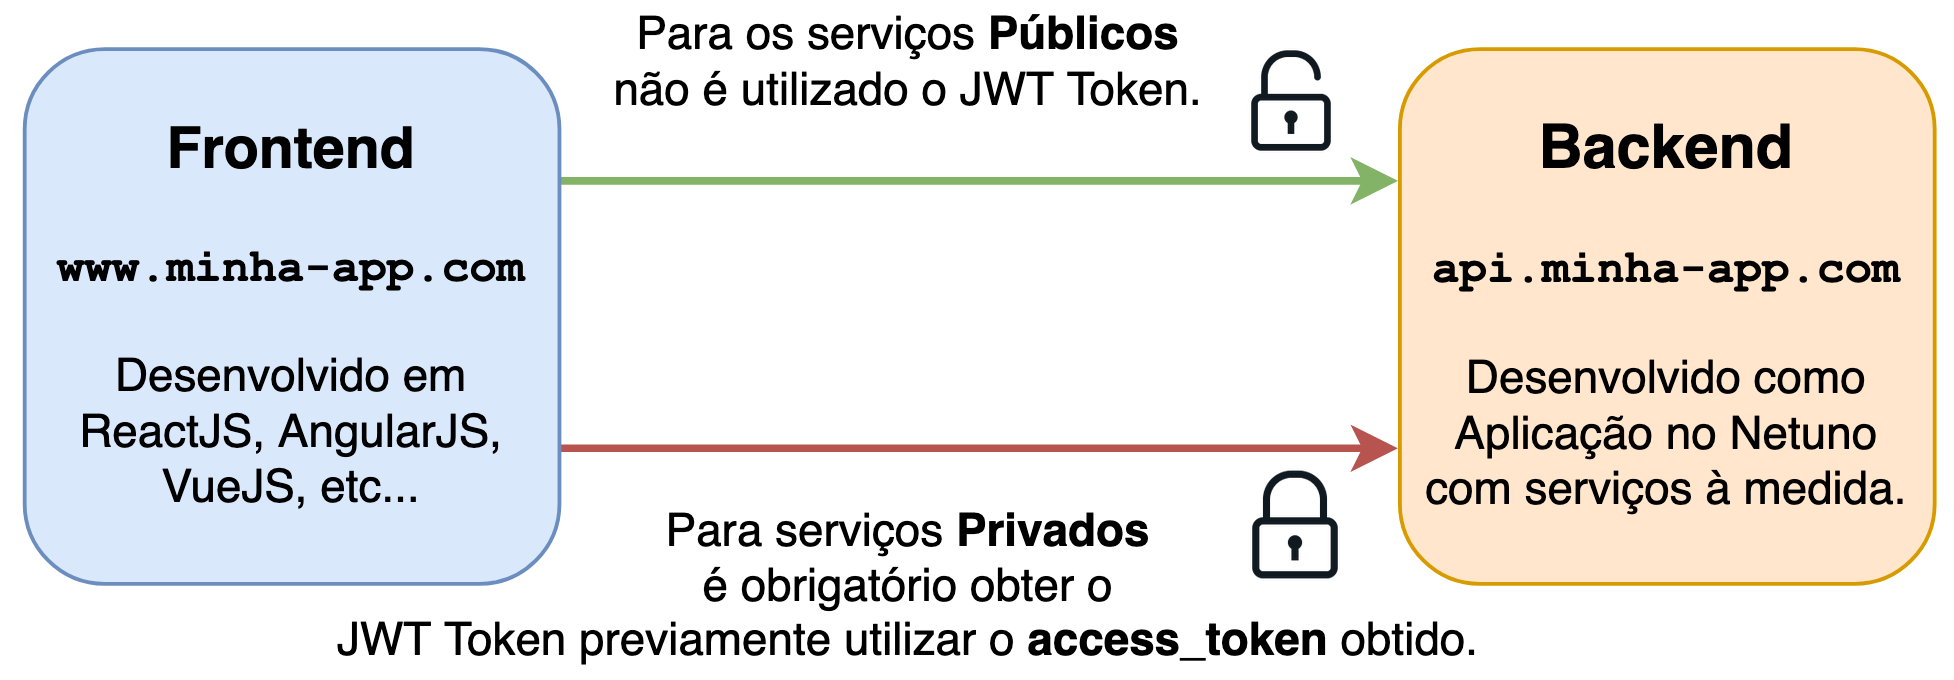 Para os serviços Públicos
não é utilizado o JWT Token.
Frontend
www.minha-app.com
Desenvolvido em
ReactJS, AngularJS,
VueJS, etc...
Backend
api.minha-app.com
Desenvolvido como
Aplicação no Netuno
com serviços à medida.
Para serviços Privados
é obrigatório obter o
JWT Token previamente utilizar o access_token obtido.